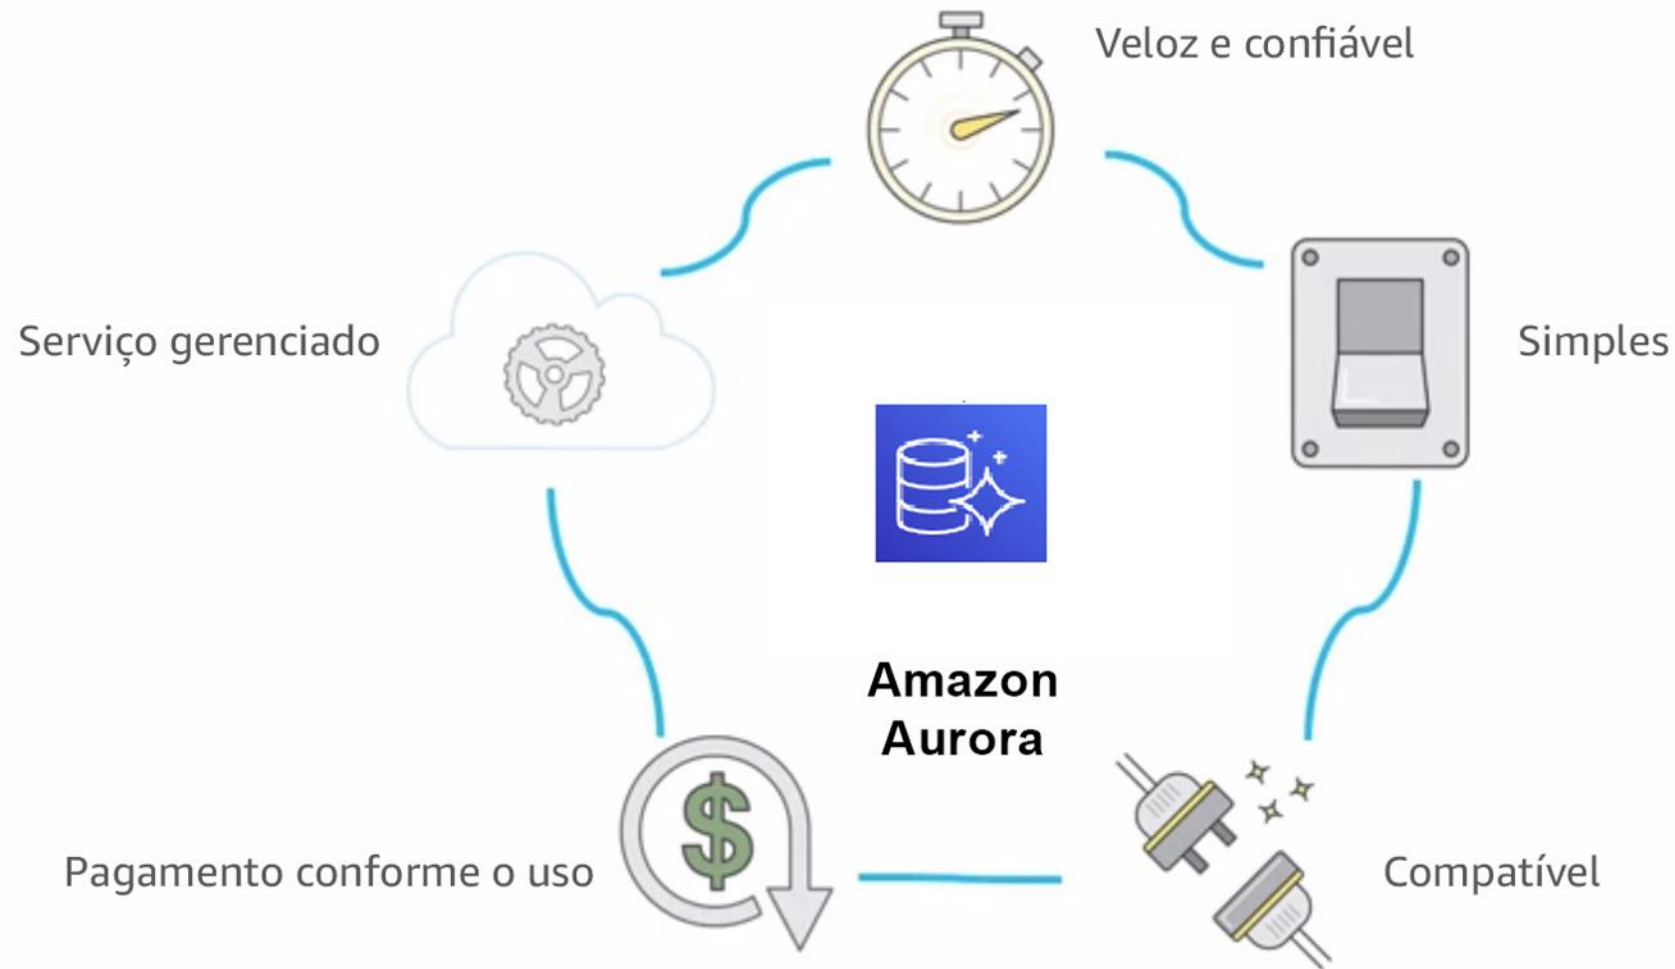 Veloz e confiável
Serviço gerenciado
Simples
Amazon
Aurora
Pagamento conforme o uso
$
Compatível